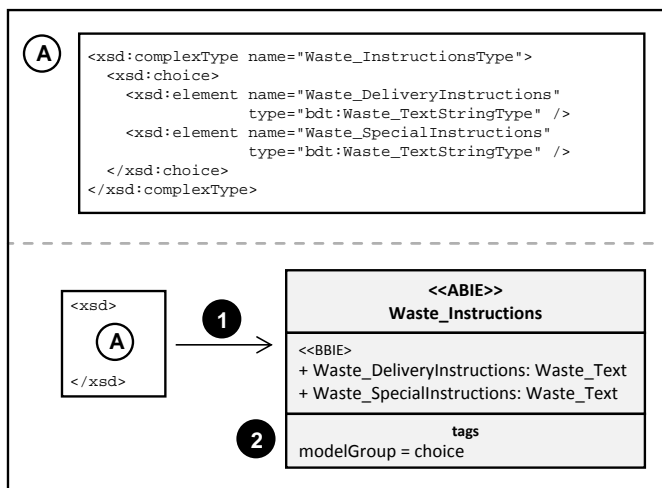 A
<xsd:complexType name="Waste_InstructionsType">
<xsd:choice>
<xsd:element name="Waste_DeliveryInstructions"
type="bdt:Waste_TextStringType" />
<xsd:element name="Waste_SpecialInstructions"
type="bdt:Waste_TextStringType" />
</xsd:choice>
</xsd:complexType>
<xsd>
A
</xsd>
1
<<ABIE>>
Waste_Instructions
<<BBIE>
+ Waste_DeliveryInstructions: Waste_Text
+ Waste_SpecialInstructions: Waste_Text
2
tags
modelGroup = choice